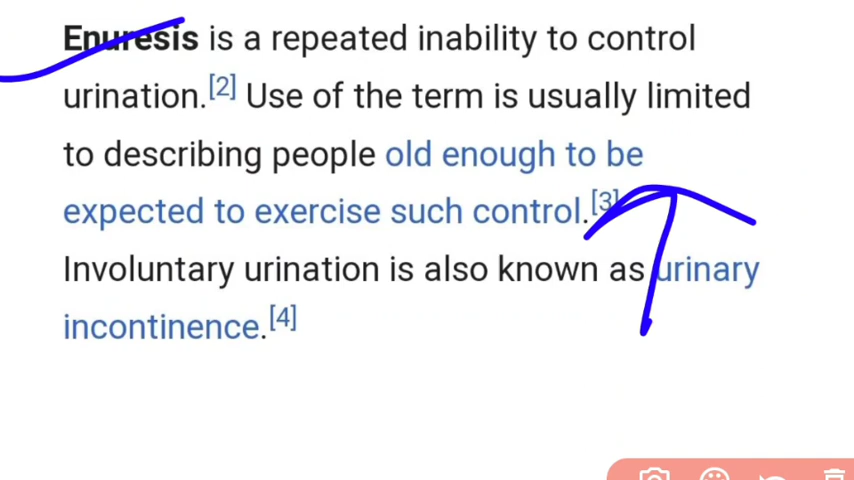 Enuresis is a repeated inability to control
urination.[2] Use of the term is usually limited
to describing people old enough to be
expected to exercise such control.[3]
Involuntary urination is also known as urinary
incontinence.[4]